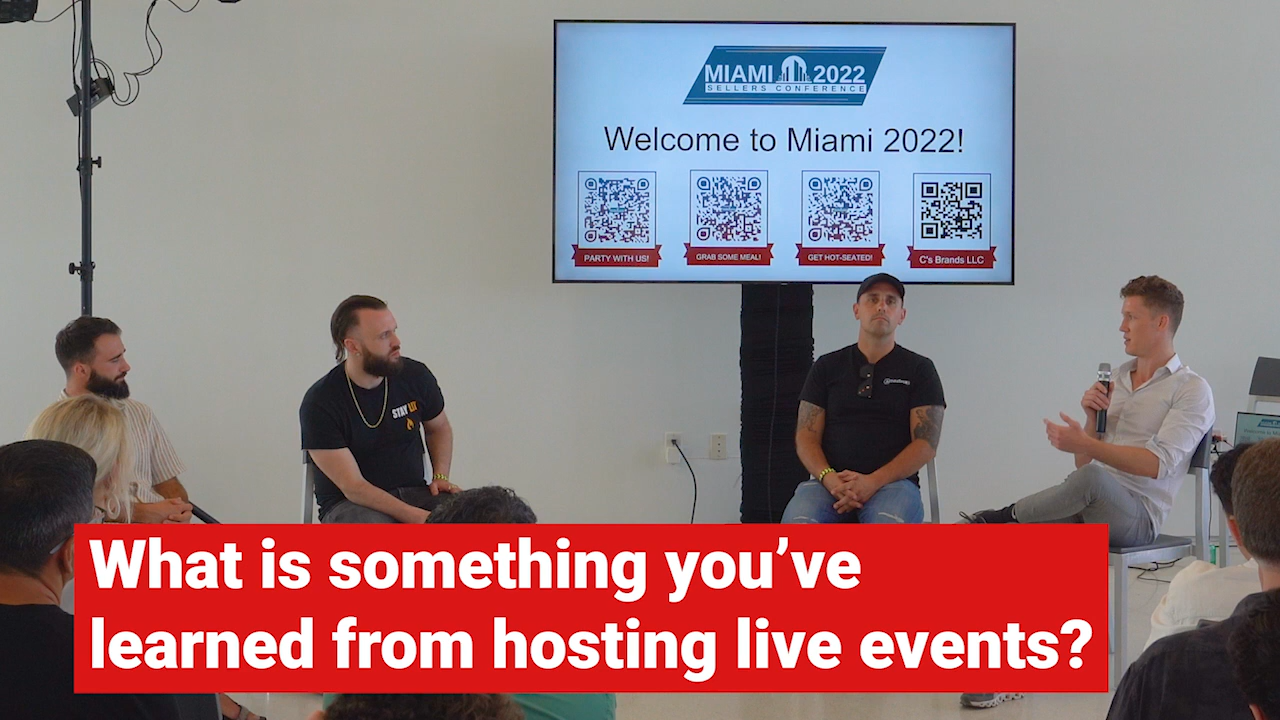 MIAMI 2022
SELLERS CONFERENCE
Welcome to Miami 2022!
PARTY WITH US!
GRAB SOME MEAL!
GET HOT-SEATED!
C's Brands LLC
What is something you’ve
learned from hosting live events?